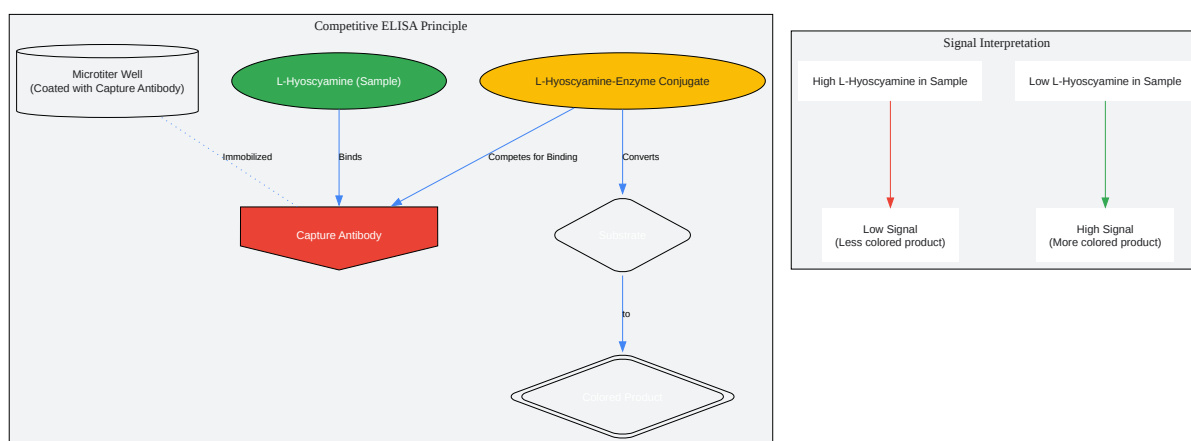 Competitive ELISA Principle
Microtiter Well
(Coated with Capture Antibody)
L-Hyoscyamine (Sample)
L-Hyoscyamine-Enzyme Conjugate
Immobilized
Binds
Competes for Binding
Converts
Capture Antibody
Substrate
to
Colored Product
Signal Interpretation
High L-Hyoscyamine in Sample
Low L-Hyoscyamine in Sample
Low Signal
(Less colored product)
High Signal
(More colored product)